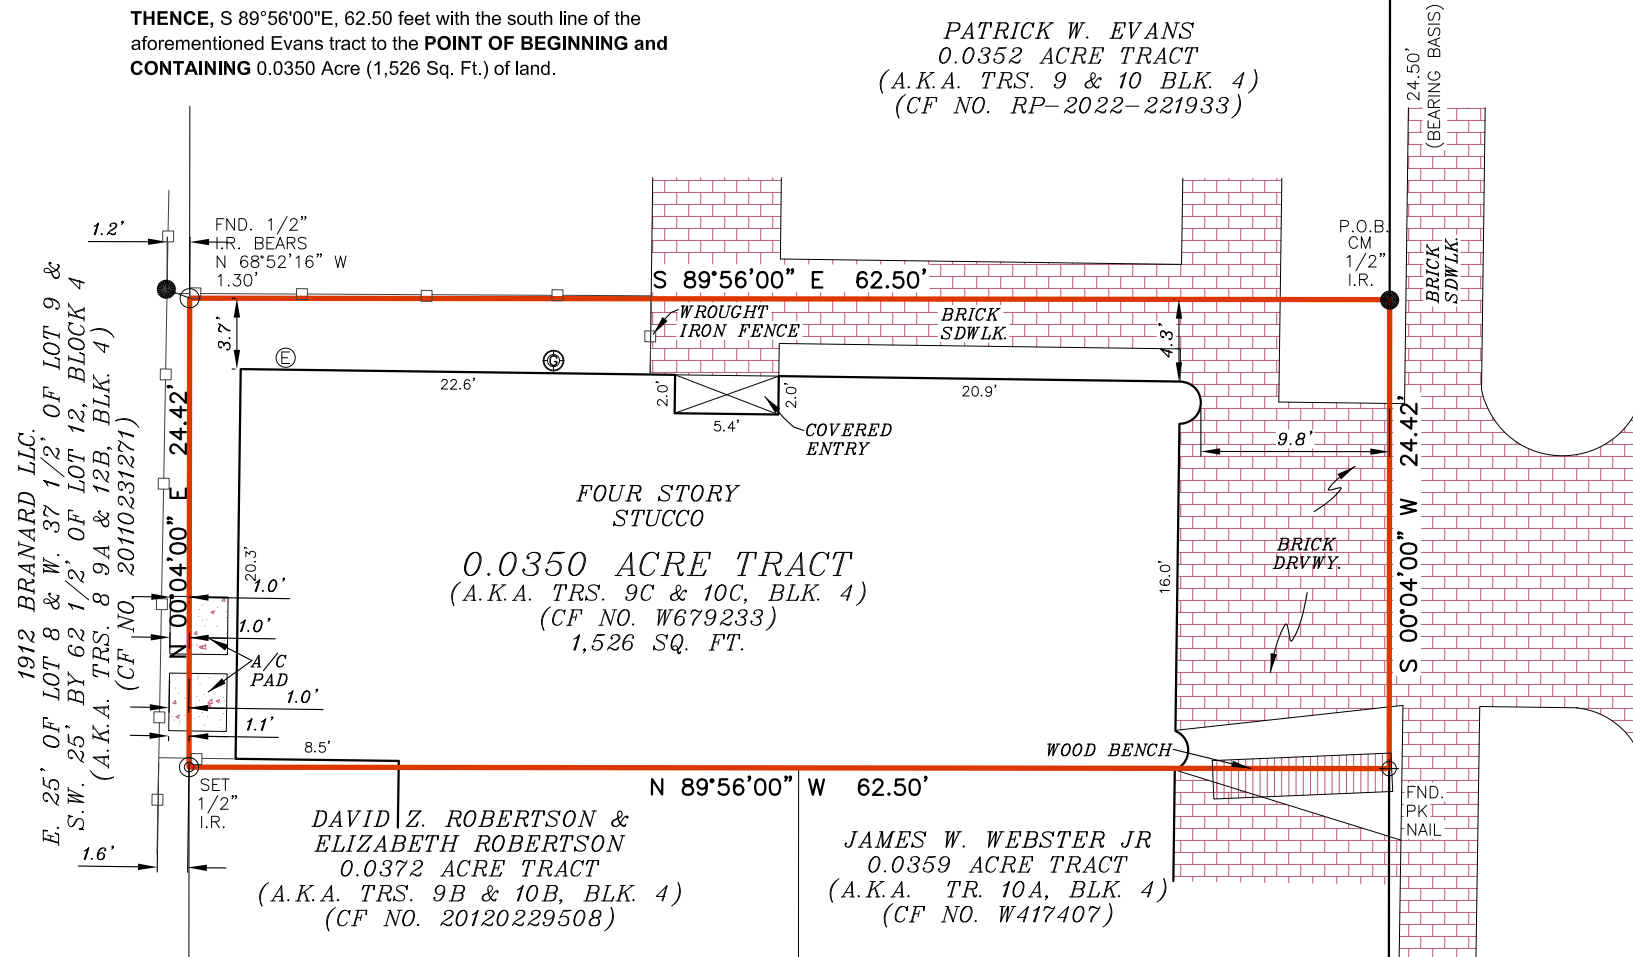 THENCE, S 89°56'00"E, 62.50 feet with the south line of the
aforementioned Evans tract to the POINT OF BEGINNING and
CONTAINING 0.0350 Acre (1,526 Sq. Ft.) of land.
PATRICK W. EVANS
0.0352 ACRE TRACT
(A.K.A. TRS. 9 & 10 BLK. 4)
(CF NO. RP-2022-221933)
24.50'
(BEARING BASIS)
1.2'
FND. 1/2"
I.R. BEARS
N 68°52'16" W
1.30'
P.O.B.
CM
1/2"
I.R.
BRICK
SDWLK.
S 89°56'00" E 62.50'
WROUGHT
IRON FENCE
BRICK
SDWLK.
3.7'
4.3'
E
G
22.6'
2.0'
2.0'
5.4'
20.9'
COVERED
ENTRY
9.8'
N 00°04'00" E 24.42'
S 00°04'00" W 24.42'
1912 BRANARD LLC.
E. 25' OF LOT 8 & W. 37 1/2' OF LOT 9 &
S.W. 25' BY 62 1/2' OF LOT 12, BLOCK 4
(A.K.A. TRS. 8 9A & 12B, BLK. 4)
(CF NO. 20110231271)
FOUR STORY
STUCCO
0.0350 ACRE TRACT
(A.K.A. TRS. 9C & 10C, BLK. 4)
(CF NO. W679233)
1,526 SQ. FT.
20.3'
16.0'
BRICK
DRVWY.
1.0'
1.0'
A/C
PAD
1.0'
1.1'
8.5'
WOOD BENCH
SET
1/2"
I.R.
N 89°56'00" W 62.50'
FND.
PK
NAIL
1.6'
DAVID Z. ROBERTSON &
ELIZABETH ROBERTSON
0.0372 ACRE TRACT
(A.K.A. TRS. 9B & 10B, BLK. 4)
(CF NO. 20120229508)
JAMES W. WEBSTER JR
0.0359 ACRE TRACT
(A.K.A. TR. 10A, BLK. 4)
(CF NO. W417407)